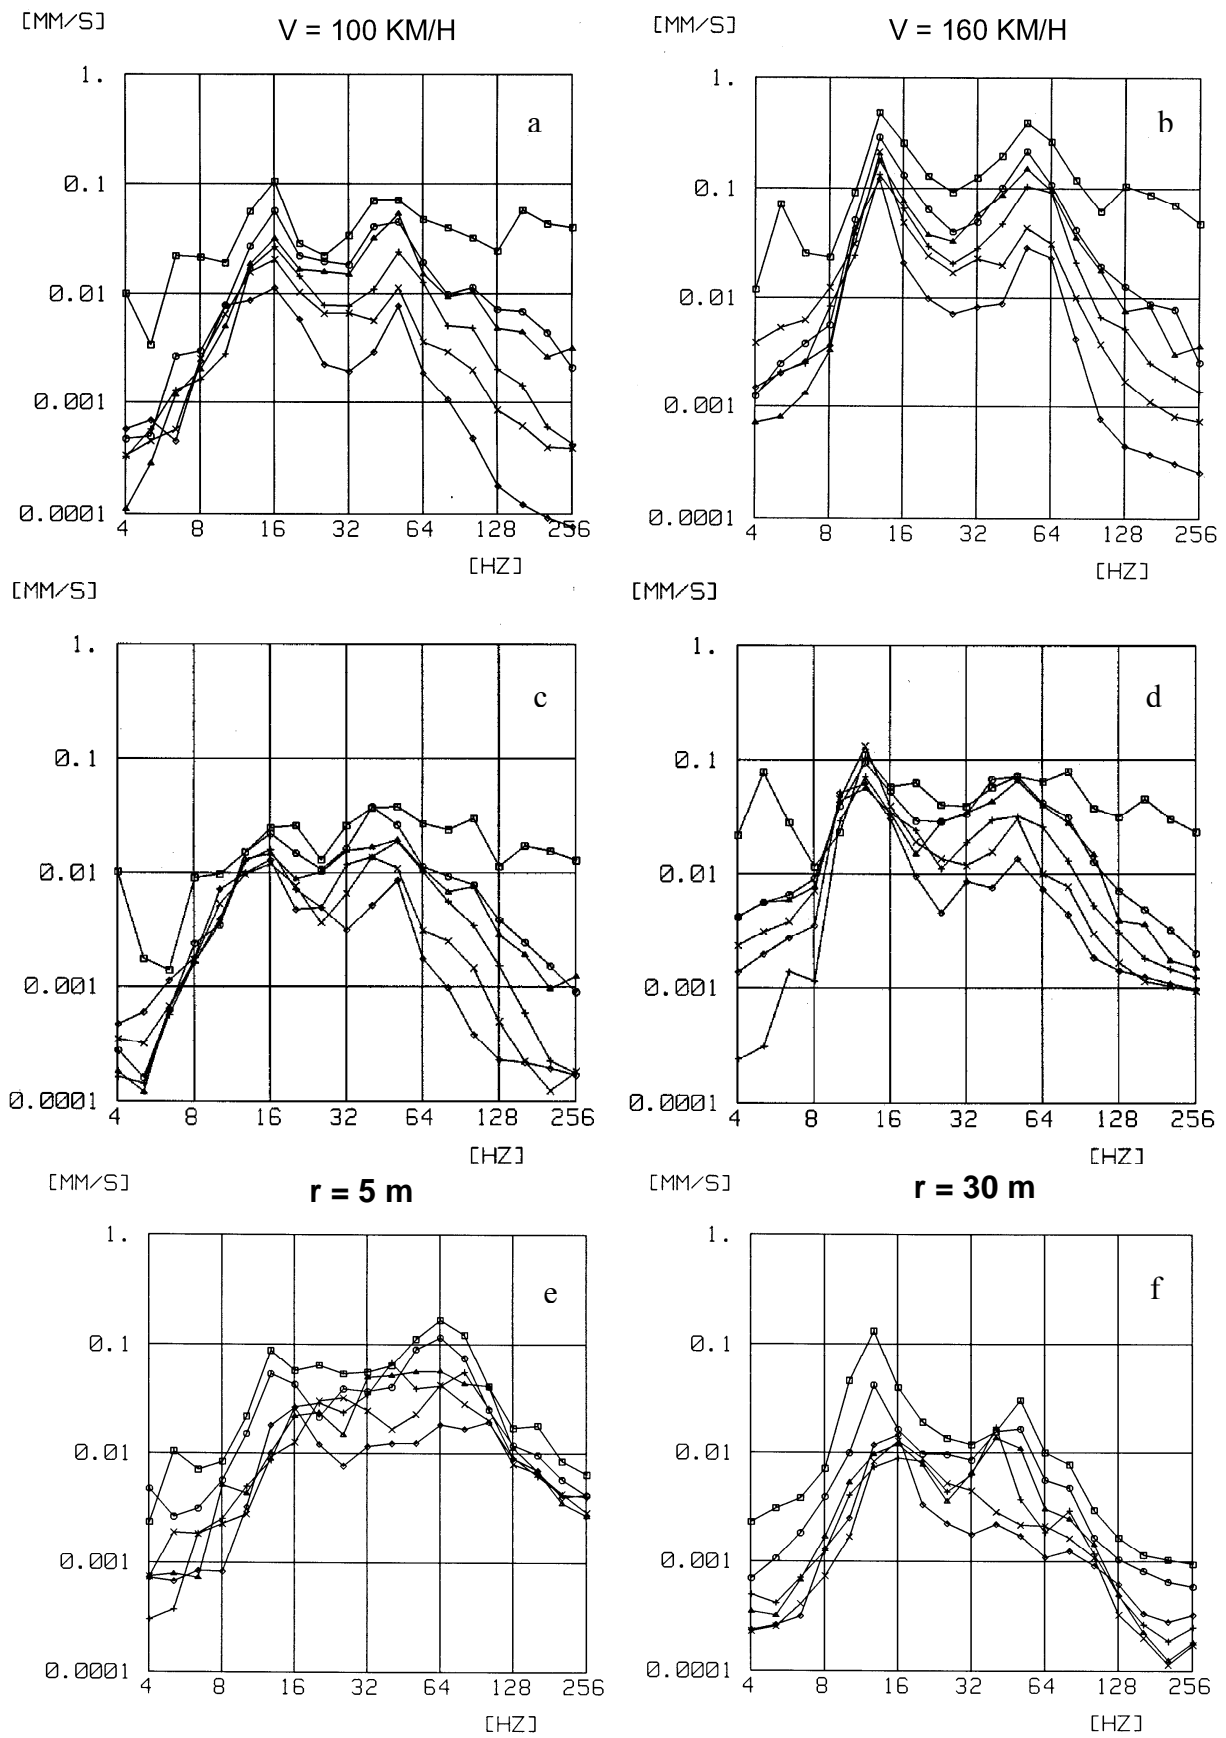 [MM/S] V = 100 KM/H [MM/S] V = 160 KM/H
1. a
0.1
0.01
0.001
0.0001
4 8 16 32 64 128 256
[HZ]
1. b
0.1
0.01
0.001
0.0001
4 8 16 32 64 128 256
[HZ]
[MM/S] [MM/S]
1. c
0.1
0.01
0.001
0.0001
4 8 16 32 64 128 256
[HZ]
1. d
0.1
0.01
0.001
0.0001
4 8 16 32 64 128 256
[HZ]
[MM/S] r = 5 m [MM/S] r = 30 m
1. e
0.1
0.01
0.001
0.0001
4 8 16 32 64 128 256
[HZ]
1. f
0.1
0.01
0.001
0.0001
4 8 16 32 64 128 256
[HZ]